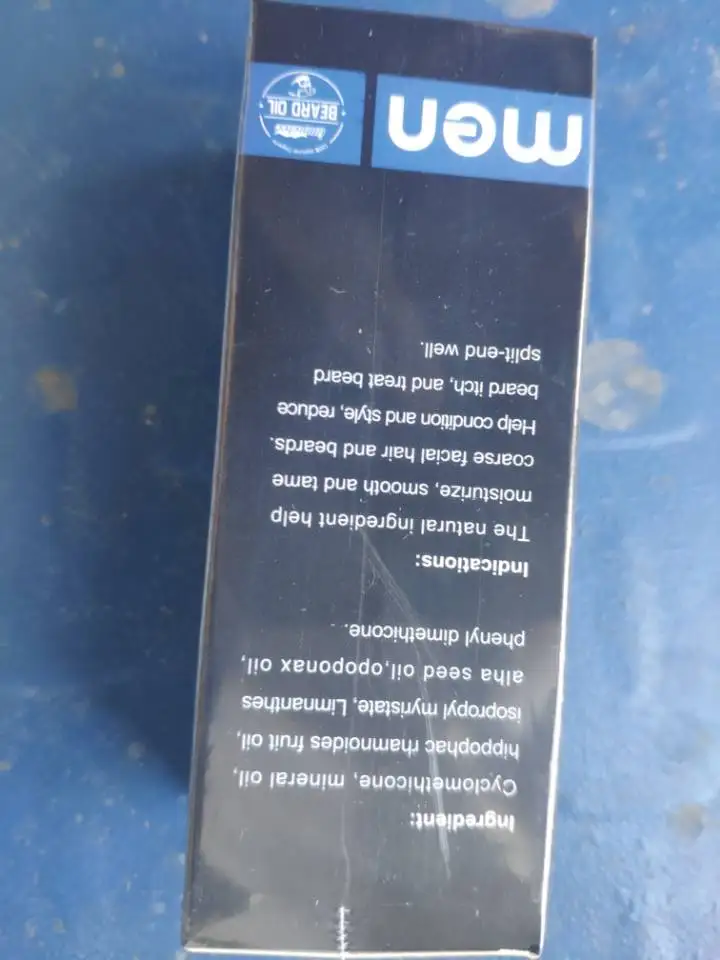 Ingredient:
Cyclomethicone, mineral oil,
hippophac rhamnoides fruit oil,
isopropyl myristate, Limnanthes
alha seed oil,opoponax oil,
phenyl dimethicone.
Indications:
The natural ingredient help
moisturize, smooth and tame
coarse facial hair and beards.
Help condition and style, reduce
beard itch, and treat beard
split-end well.
men
BEARD OIL